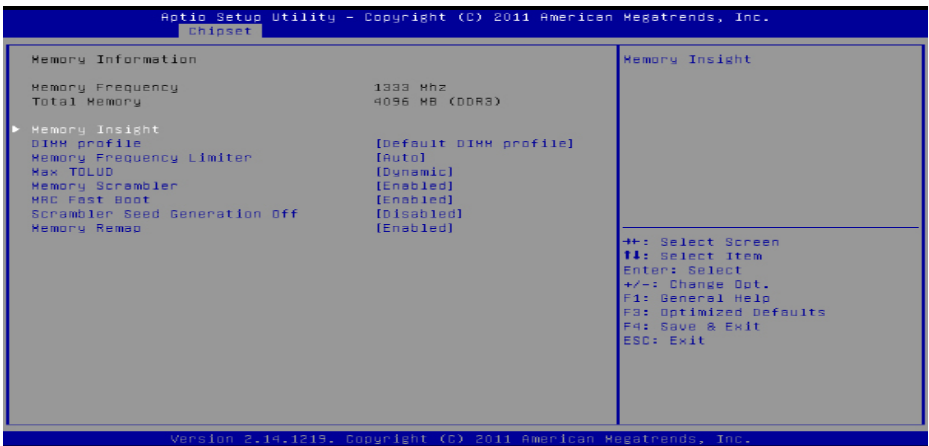 Aptio Setup Utility – Copyright (C) 2011 American Megatrends, Inc.
Chipset
Memory Information
Memory Frequency 1333 Mhz
Total Memory 4096 MB (DDR3)
► Memory Insight
DIMM profile [Default DIMM profile]
Memory Frequency Limiter [Auto]
Max TOLUD [Dynamic]
Memory Scrambler [Enabled]
MRC Fast Boot [Enabled]
Scrambler Seed Generation Off [Disabled]
Memory Remap [Enabled]
Memory Insight
→←: Select Screen
↑↓: Select Item
Enter: Select
+/-: Change Opt.
F1: General Help
F3: Optimized Defaults
F4: Save & Exit
ESC: Exit
Version 2.14.1219. Copyright (C) 2011 American Megatrends, Inc.